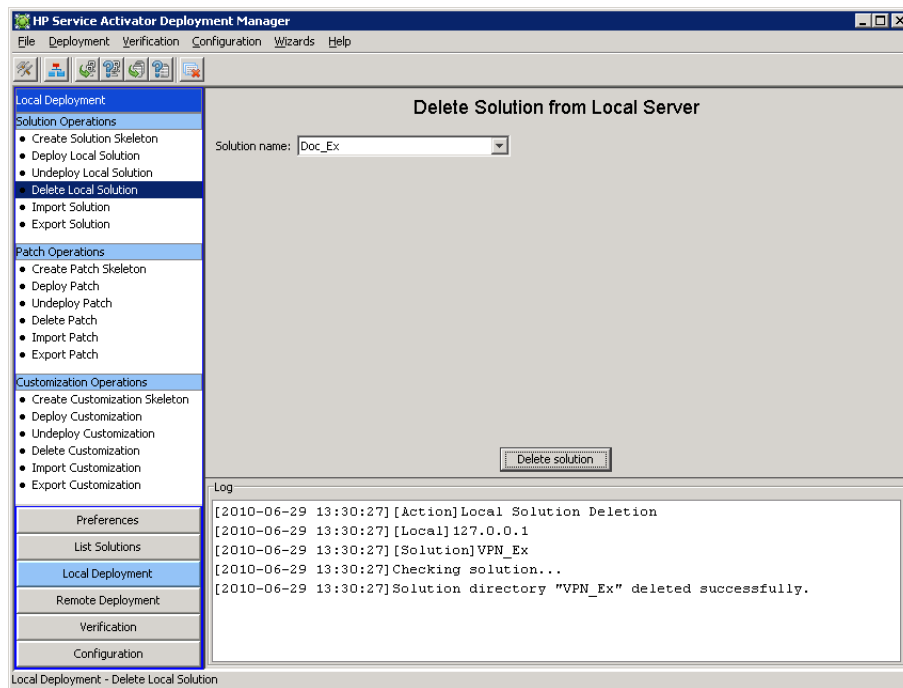 HP Service Activator Deployment Manager
File Deployment Verification Configuration Wizards Help
Local Deployment
Solution Operations
Create Solution Skeleton
Deploy Local Solution
Undeploy Local Solution
Delete Local Solution
Import Solution
Export Solution
Patch Operations
Create Patch Skeleton
Deploy Patch
Undeploy Patch
Delete Patch
Import Patch
Export Patch
Customization Operations
Create Customization Skeleton
Deploy Customization
Undeploy Customization
Delete Customization
Import Customization
Export Customization
Preferences
List Solutions
Local Deployment
Remote Deployment
Verification
Configuration
Delete Solution from Local Server
Solution name: Doc_Ex
Delete solution
Log
[2010-06-29 13:30:27][Action]Local Solution Deletion
[2010-06-29 13:30:27][Local]127.0.0.1
[2010-06-29 13:30:27][Solution]VPN_Ex
[2010-06-29 13:30:27]Checking solution...
[2010-06-29 13:30:27]Solution directory "VPN_Ex" deleted successfully.
Local Deployment - Delete Local Solution